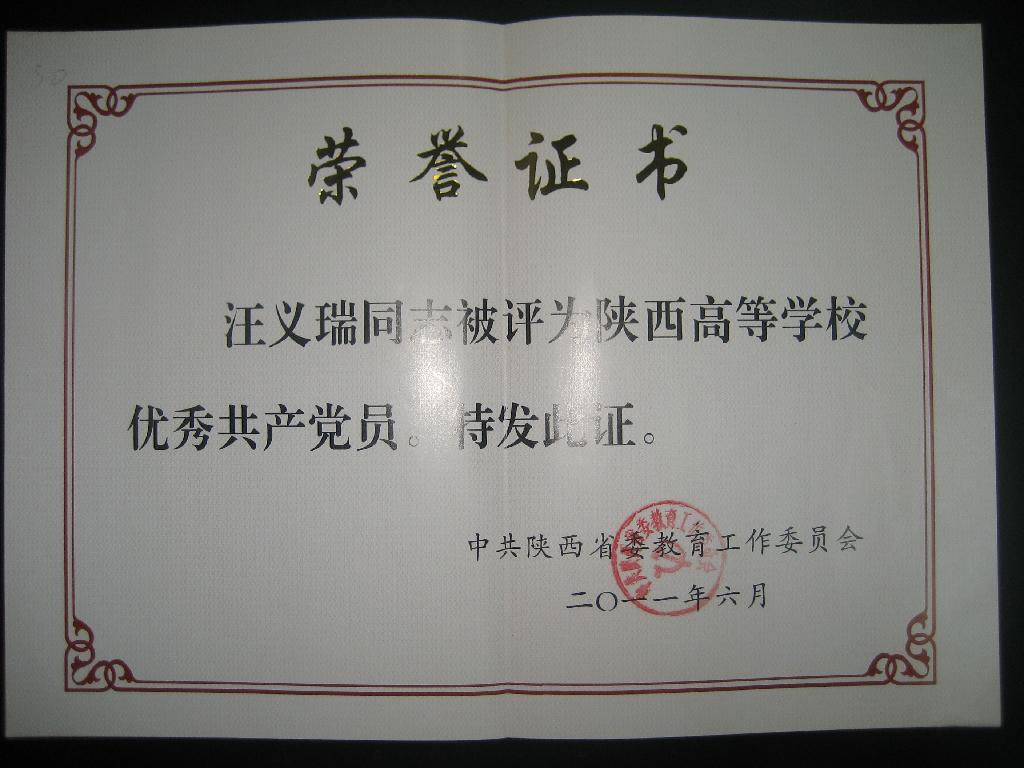 荣誉证书
汪义瑞同志被评为陕西高等学校
优秀共产党员。特发此证。
中共陕西省委教育工作委员会
二〇一一年六月